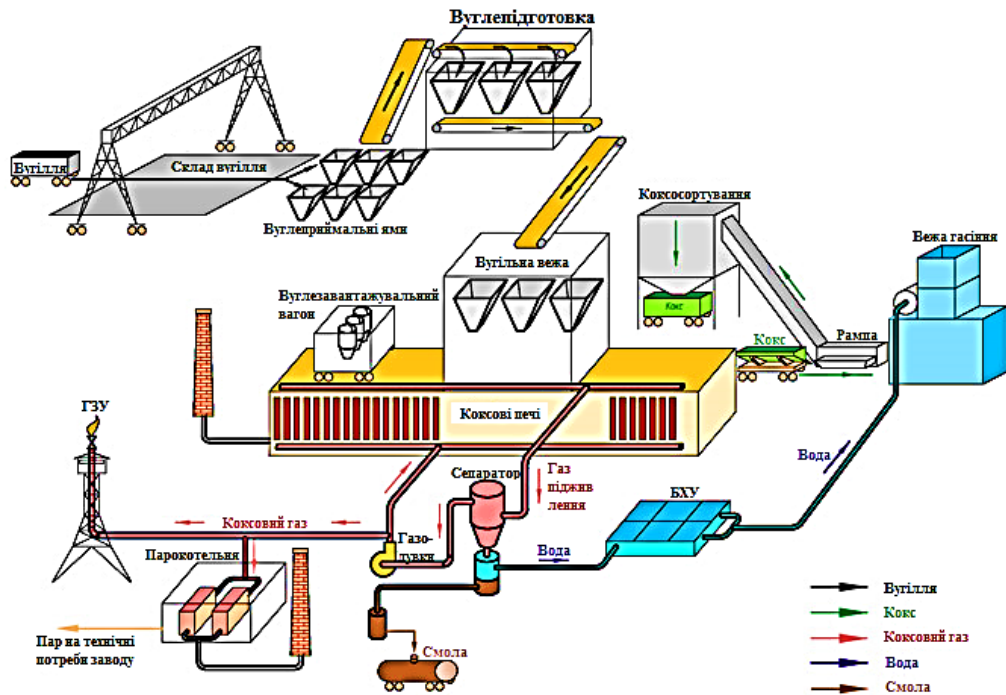 Вуглепідготовка
Вугілля
Склад вугілля
Вуглеприймальні ями
Коксосортування
Вежа гасіння
Вугільна вежа
Вуглезавантажувальний
вагон
Кокс
Кокс
Рампа
Коксові печі
ГЗУ
Сепаратор
Газ
піджив
лення
Вода
БХУ
Коксовий газ
Газо-
дувки
Вода
Парокотельня
Пар на технічні
потреби заводу
Смола
Вугілля
Кокс
Коксовий газ
Вода
Смола